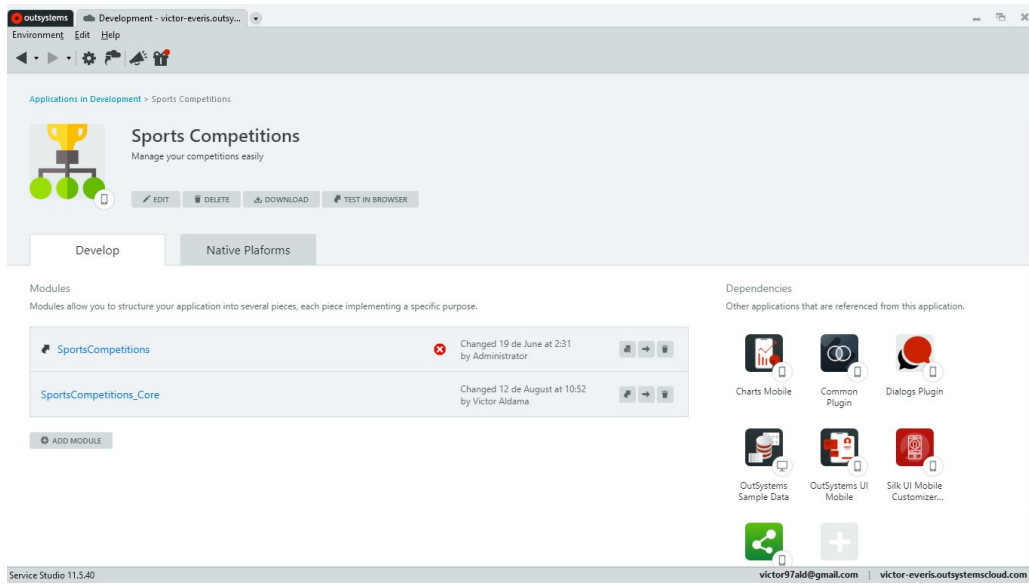 outsystems
Development - victor-everis.outsy...
Environment Edit Help
Applications in Development > Sports Competitions
Sports Competitions
Manage your competitions easily
EDIT DELETE DOWNLOAD TEST IN BROWSER
Develop Native Plaforms
Modules
Modules allow you to structure your application into several pieces, each piece implementing a specific purpose.
SportsCompetitions
Changed 19 de June at 2:31
by Administrator
SportsCompetitions_Core
Changed 12 de August at 10:52
by Victor Aldama
ADD MODULE
Dependencies
Other applications that are referenced from this application.
Charts Mobile
Common
Plugin
Dialogs Plugin
OutSystems
Sample Data
OutSystems UI
Mobile
Silk UI Mobile
Customizer...
Service Studio 11.5.40
victor97ald@gmail.com | victor-everis.outsystemscloud.com